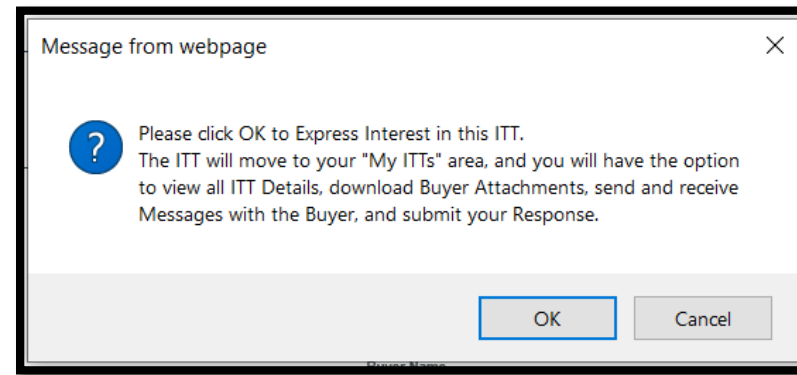 Message from webpage
Please click OK to Express Interest in this ITT.
The ITT will move to your "My ITTs" area, and you will have the option
to view all ITT Details, download Buyer Attachments, send and receive
Messages with the Buyer, and submit your Response.
OK
Cancel